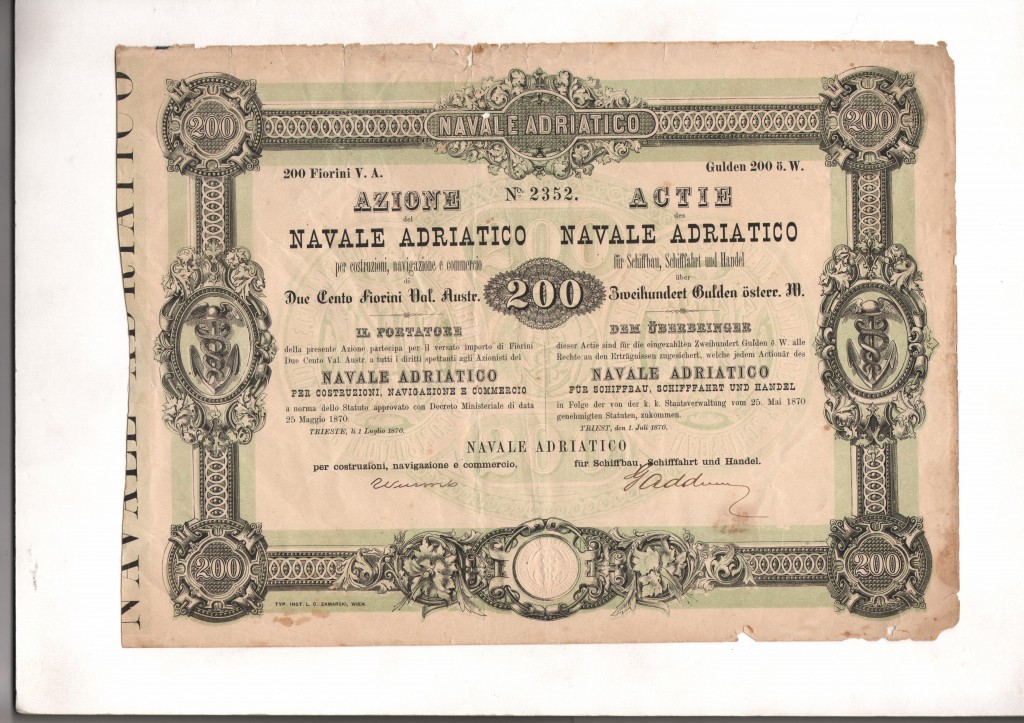 NAVALE ADRIATICO
200
200
NAVALE ADRIATICO
200 Fiorini V. A.
Gulden 200 ö. W.
No. 2352.
AZIONE
del
NAVALE ADRIATICO
per costruzioni, navigazione e commercio
di
Due Cento Fiorini Val. Austr.
200
ACTIE
des
NAVALE ADRIATICO
für Schiffbau, Schifffahrt und Handel
über
Zweihundert Gulden österr. W.
IL PORTATORE
della presente Azione partecipa per il versato importo di Fiorini
Due Cento Val. Austr. a tutti i diritti spettanti agli Azionisti del
NAVALE ADRIATICO
PER COSTRUZIONI, NAVIGAZIONE E COMMERCIO
a norma dello Statuto approvato con Decreto Ministeriale di data
25 Maggio 1870.
TRIESTE, li 1 Luglio 1870.
DEM ÜBERBRINGER
dieser Actie sind für die eingezahlten Zweihundert Gulden ö. W. alle
Rechte an den Erträgnissen zugesichert, welche jedem Actionär des
NAVALE ADRIATICO
FÜR SCHIFFBAU, SCHIFFFAHRT UND HANDEL
in Folge der von der k. k. Staatsverwaltung vom 25. Mai 1870
genehmigten Statuten, zukommen.
TRIEST, den 1. Juli 1870.
NAVALE ADRIATICO
per costruzioni, navigazione e commercio.
für Schiffbau, Schifffahrt und Handel.
200
200
TYP. INST. L. C. ZAMARSKI, WIEN.